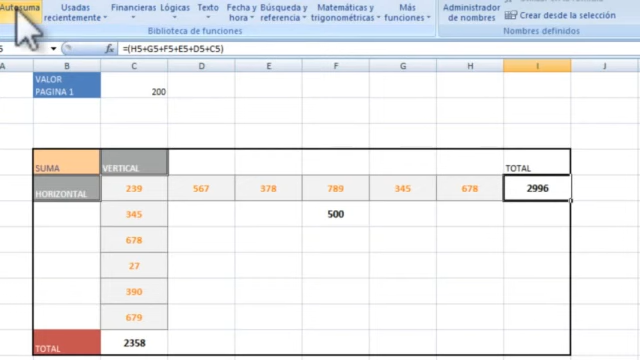 Autosuma Usadas recientemente Financieras Lógicas Texto Fecha y hora Búsqueda y referencia Matemáticas y trigonométricas Más funciones Administrador de nombres
Crear desde la selección
Biblioteca de funciones Nombres definidos
fx =(H5+G5+F5+E5+D5+C5)
B C D E F G H I J
VALOR
PAGINA 1 200
SUMA VERTICAL TOTAL
HORIZONTAL 239 567 378 789 345 678 2996
345 500
678
27
390
679
TOTAL 2358